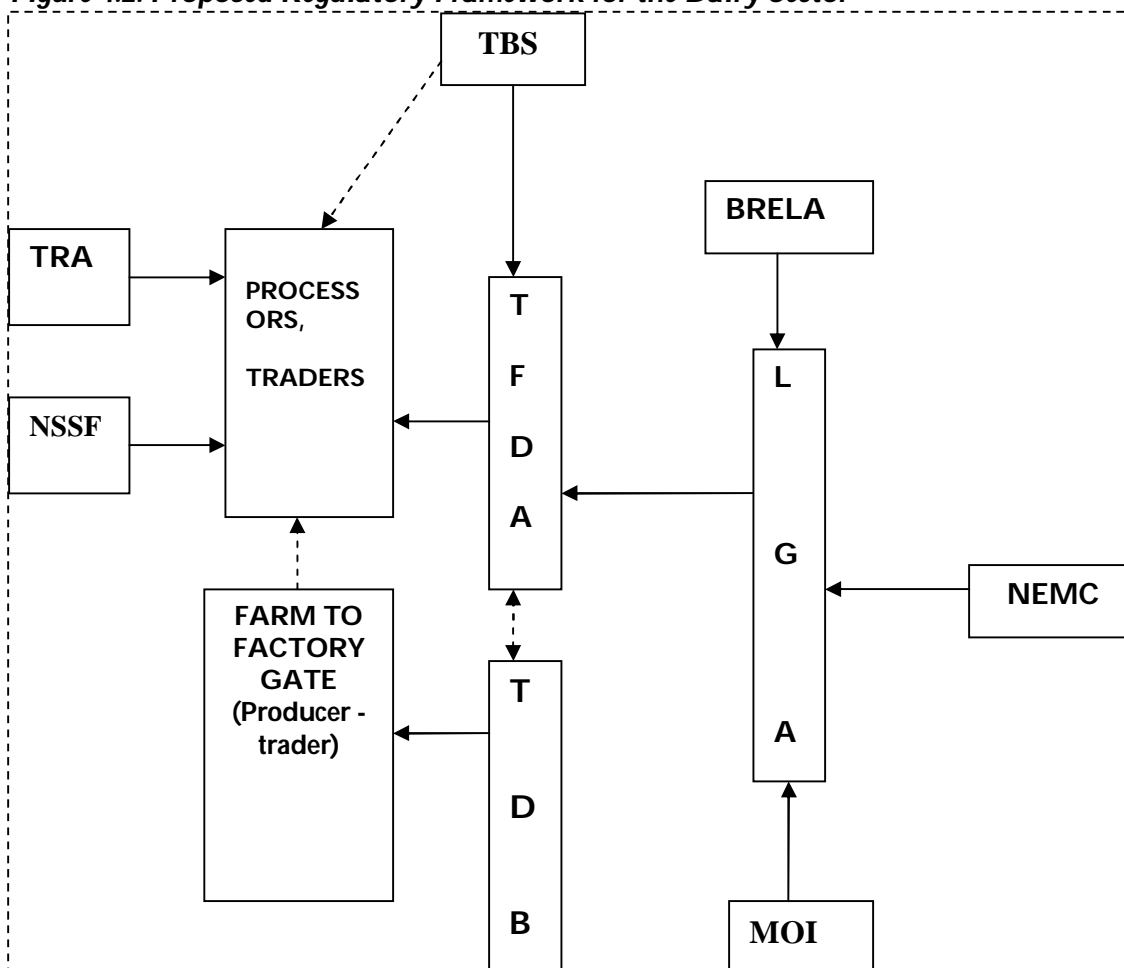 Figure 4.2: Proposed Regulatory Framework for the Dairy Sector
TBS
BRELA
TRA
PROCESS
ORS,
TRADERS
NSSF
T
F
D
A
L
G
A
NEMC
FARM TO
FACTORY
GATE
(Producer -
trader)
T
D
B
MOI